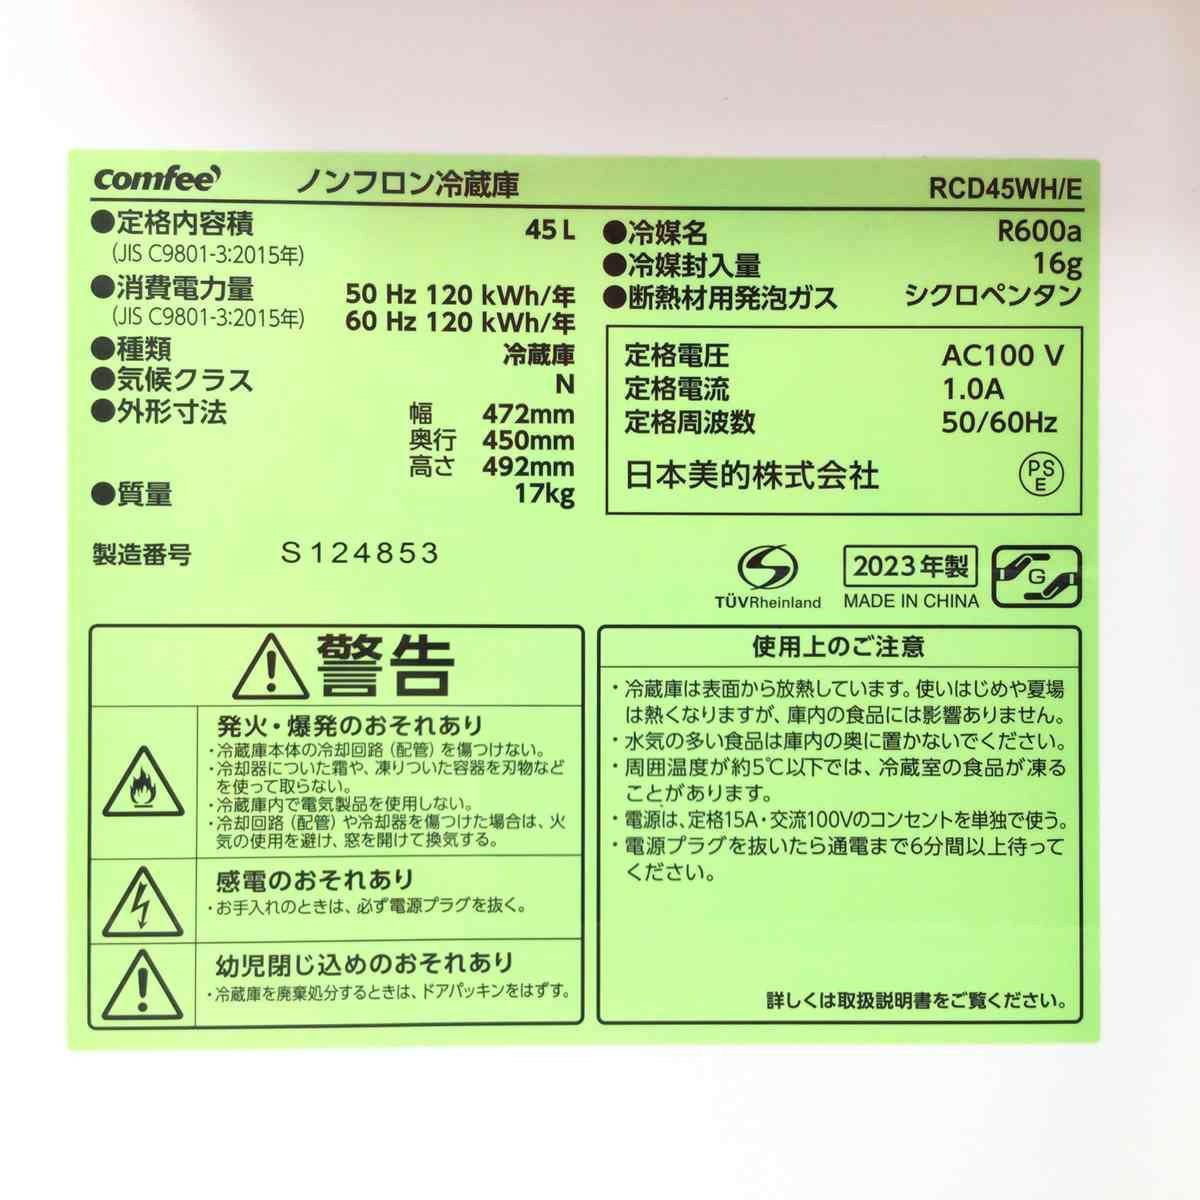 comfee' ノンフロン冷蔵庫 RCD45WH/E
●定格内容積 45L
(JIS C9801-3:2015年)
●消費電力量 50 Hz 120 kWh/年
(JIS C9801-3:2015年) 60 Hz 120 kWh/年
●種類 冷蔵庫
●気候クラス N
●外形寸法 幅 472mm
奥行 450mm
高さ 492mm
●質量 17kg
●冷媒名 R600a
●冷媒封入量 16g
●断熱材用発泡ガス シクロペンタン
定格電圧 AC100 V
定格電流 1.0A
定格周波数 50/60Hz
日本美的株式会社 PSE
製造番号 S124853
TÜVRheinland
2023年製
MADE IN CHINA
G
警告
発火・爆発のおそれあり
・冷蔵庫本体の冷却回路（配管）を傷つけない。
・冷却器についた霜や、凍りついた容器を刃物など
を使って取らない。
・冷蔵庫内で電気製品を使用しない。
・冷却回路（配管）や冷却器を傷つけた場合は、火
気の使用を避け、窓を開けて換気する。
感電のおそれあり
・お手入れのときは、必ず電源プラグを抜く。
幼児閉じ込めのおそれあり
・冷蔵庫を廃棄処分するときは、ドアパッキンをはずす。
使用上のご注意
・冷蔵庫は表面から放熱しています。使いはじめや夏場
は熱くなりますが、庫内の食品には影響ありません。
・水気の多い食品は庫内の奥に置かないでください。
・周囲温度が約5℃以下では、冷蔵室の食品が凍る
ことがあります。
・電源は、定格15A・交流100Vのコンセントを単独で使う。
・電源プラグを抜いたら通電まで6分間以上待って
ください。
詳しくは取扱説明書をご覧ください。